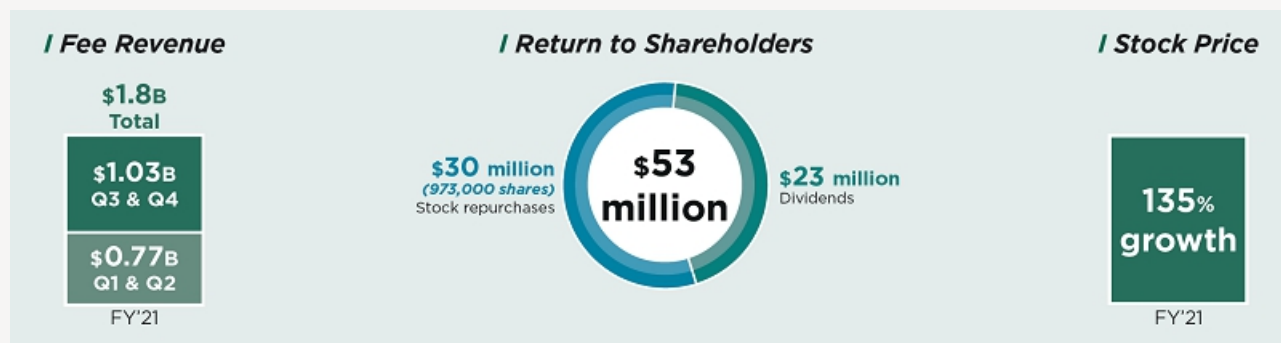 Fee Revenue
$1.8B
Total
$1.03B
Q3 & Q4
$0.77B
Q1 & Q2
FY'21
Return to Shareholders
$30 million
(973,000 shares)
Stock repurchases
$53
million
$23 million
Dividends
Stock Price
135%
growth
FY'21